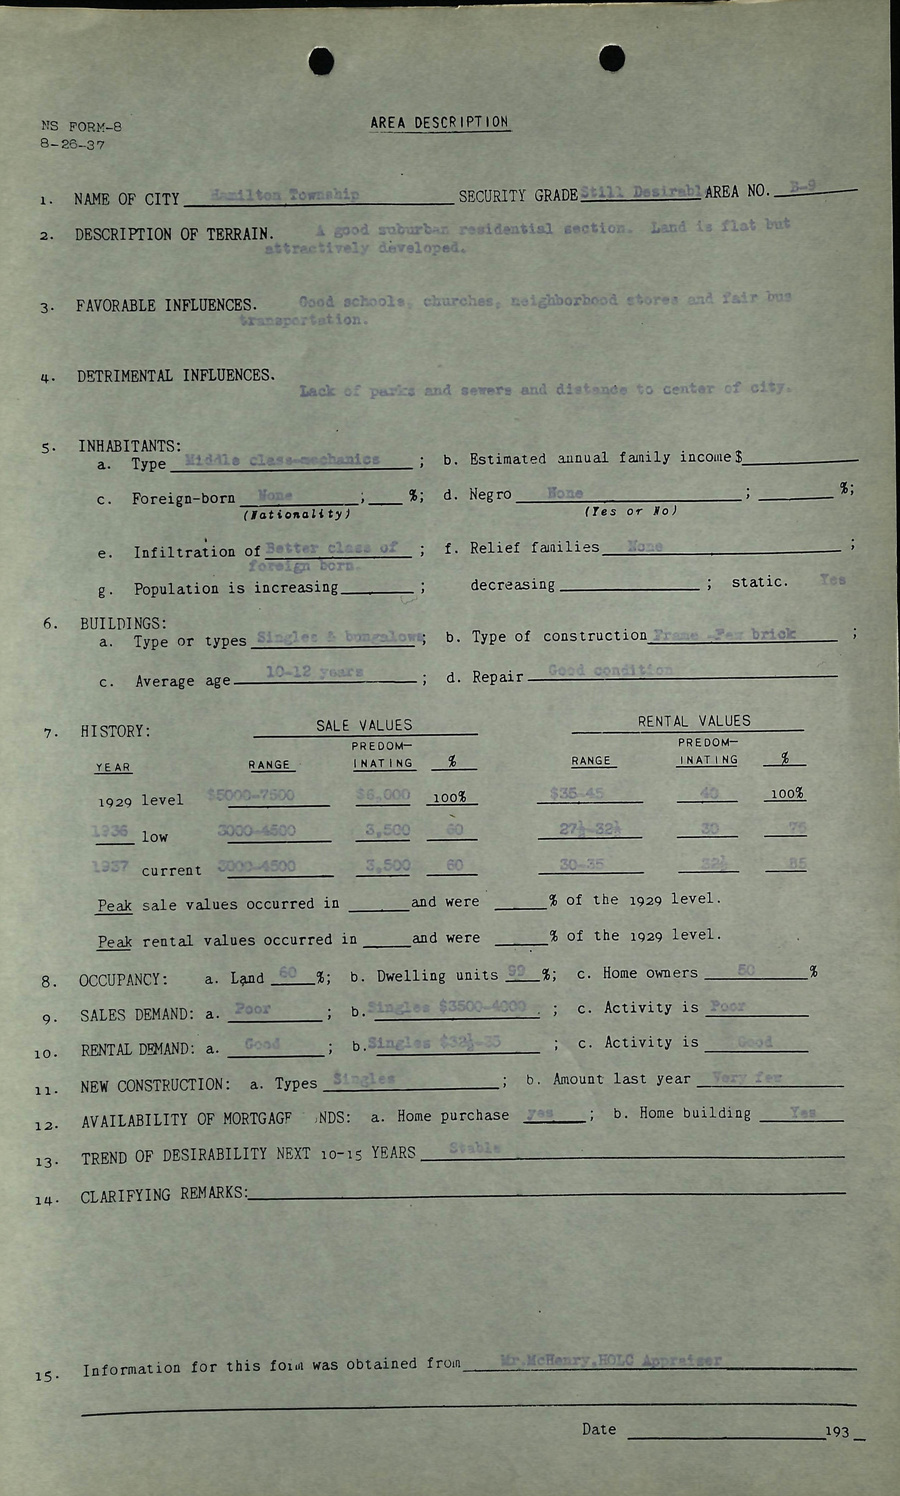 NS FORM-8
8-26-37
AREA DESCRIPTION
1. NAME OF CITY Hamilton Township SECURITY GRADE Still Desirable AREA NO. B-9
2. DESCRIPTION OF TERRAIN. A good suburban residential section. Land is flat but
attractively developed.
3. FAVORABLE INFLUENCES. Good schools, churches, neighborhood stores and fair bus
transportation.
4. DETRIMENTAL INFLUENCES.
Lack of parks and sewers and distance to center of city.
5. INHABITANTS:
a. Type Middle class-mechanics ; b. Estimated annual family income $
c. Foreign-born None ; %; d. Negro None ; %;
(Nationality) (Yes or No)
e. Infiltration of Better class of ; f. Relief families None ;
foreign born.
g. Population is increasing ; decreasing ; static. Yes
6. BUILDINGS:
a. Type or types Singles & bongalows; b. Type of construction Frame -Few brick ;
c. Average age 10-12 years ; d. Repair Good condition
7. HISTORY: SALE VALUES RENTAL VALUES
PREDOM- PREDOM-
YEAR RANGE INATING % RANGE INATING %
1929 level $5000-7500 $6,000 100% $35-45 40 100%
1936 low 3000-4500 3,500 60 27½-32½ 30 75
1937 current 3000-4500 3,500 60 30-35 32½ 85
Peak sale values occurred in and were % of the 1929 level.
Peak rental values occurred in and were % of the 1929 level.
8. OCCUPANCY: a. Land 60 %; b. Dwelling units 99 %; c. Home owners 50 %
9. SALES DEMAND: a. Poor ; b. Singles $3500-4000 ; c. Activity is Poor
10. RENTAL DEMAND: a. Good ; b. Singles $32½-35 ; c. Activity is Good
11. NEW CONSTRUCTION: a. Types Singles ; b. Amount last year Very few
12. AVAILABILITY OF MORTGAGE NDS: a. Home purchase yes ; b. Home building Yes
13. TREND OF DESIRABILITY NEXT 10-15 YEARS Stable
14. CLARIFYING REMARKS:
15. Information for this form was obtained from Mr.McHenry,HOLC Appraiser
Date 193